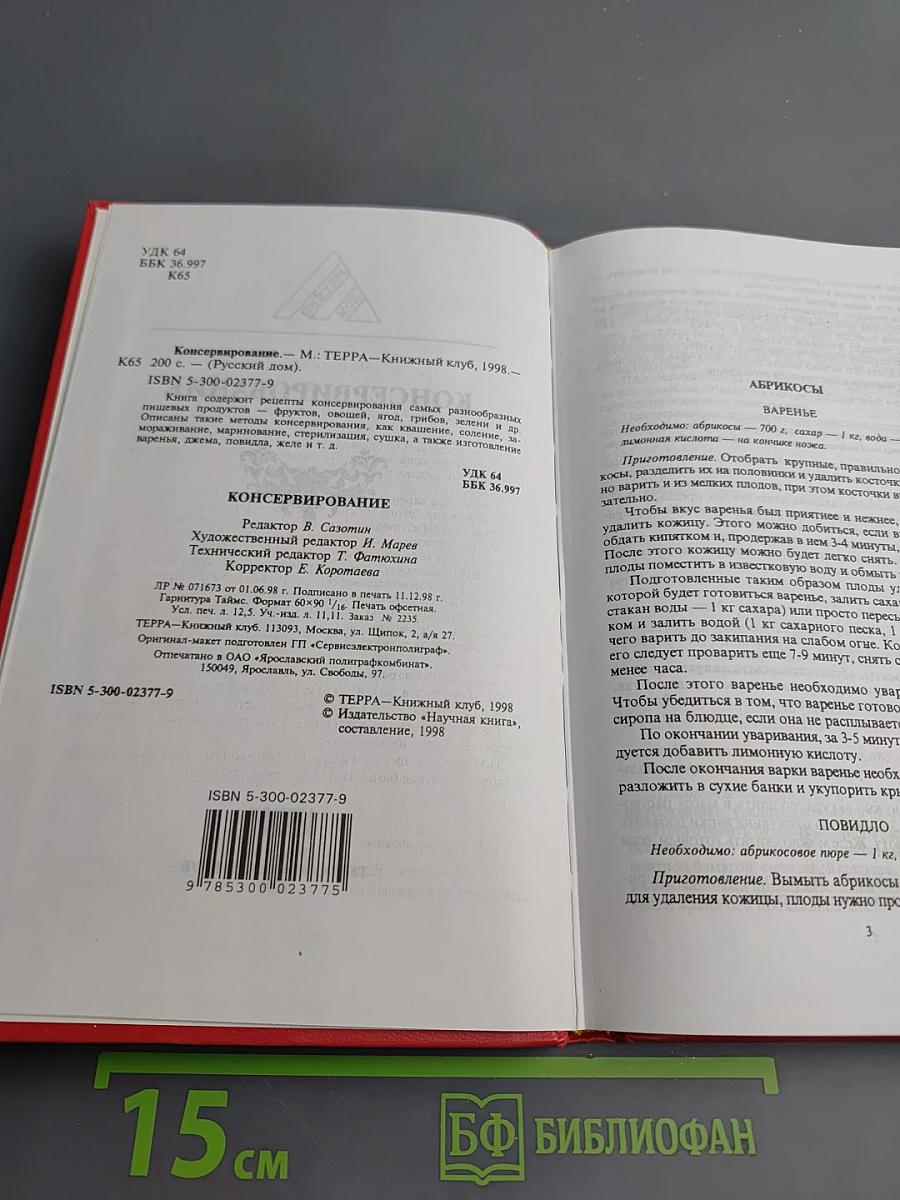 УДК 64
ББК 36.997
К65
Консервирование.— М.: ТЕРРА—Книжный клуб, 1998.—
К65 200 с. — (Русский дом).
ISBN 5-300-02377-9
Книга содержит рецепты консервирования самых разнообразных
пищевых продуктов — фруктов, овощей, ягод, грибов, зелени и др.
Описаны такие методы консервирования, как квашение, соление, за-
мораживание, маринование, стерилизация, сушка, а также изготовление
варенья, джема, повидла, желе и т. д.
УДК 64
ББК 36.997
КОНСЕРВИРОВАНИЕ
Редактор В. Сазотин
Художественный редактор И. Марев
Технический редактор Т. Фатюхина
Корректор Е. Коротаева
ЛР № 071673 от 01.06.98 г. Подписано в печать 11.12.98 г.
Гарнитура Таймс. Формат 60×90 1/16. Печать офсетная.
Усл. печ. л. 12,5. Уч.-изд. л. 11,11. Заказ № 2235.
ТЕРРА—Книжный клуб. 113093, Москва, ул. Щипок, 2, а/я 27.
Оригинал-макет подготовлен ГП «Сервисэлектронполиграф».
Отпечатано в ОАО «Ярославский полиграфкомбинат».
150049, Ярославль, ул. Свободы, 97.
ISBN 5-300-02377-9
© ТЕРРА—Книжный клуб, 1998
© Издательство «Научная книга»,
составление, 1998
ISBN 5-300-02377-9
9 785300 023775
АБРИКОСЫ
ВАРЕНЬЕ
Необходимо: абрикосы — 700 г, сахар — 1 кг, вода —
лимонная кислота — на кончике ножа.
Приготовление. Отобрать крупные, правильно
косы, разделить их на половинки и удалить косточк
но варить и из мелких плодов, при этом косточки в
зательно.
Чтобы вкус варенья был приятнее и нежнее,
удалить кожицу. Этого можно добиться, если в
обдать кипятком и, продержав в нем 3-4 минуты,
После этого кожицу можно будет легко снять.
плоды поместить в известковую воду и обмыть
Подготовленные таким образом плоды ул
которой будет готовиться варенье, залить саха
стакан воды — 1 кг сахара) или просто пересы
ком и залить водой (1 кг сахарного песка, 1
чего варить до закипания на слабом огне. Ко
его следует проварить еще 7-9 минут, снять с
менее часа.
После этого варенье необходимо увар
Чтобы убедиться в том, что варенье готово
сиропа на блюдце, если она не расплывает
По окончании уваривания, за 3-5 минут
дуется добавить лимонную кислоту.
После окончания варки варенье необх
разложить в сухие банки и укупорить кр
ПОВИДЛО
Необходимо: абрикосовое пюре — 1 кг,
Приготовление. Вымыть абрикосы
для удаления кожицы, плоды нужно про
3
15 см
БФ БИБЛИОФАН